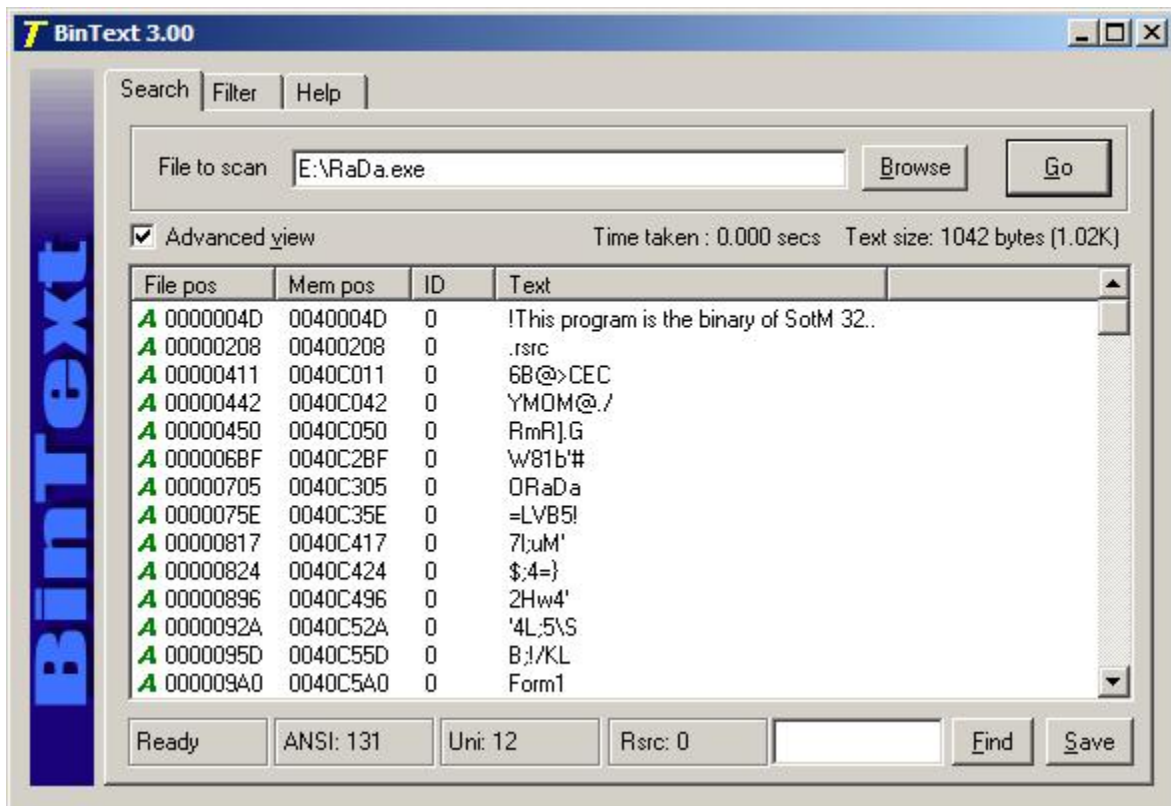 BinText 3.00
Search Filter Help
File to scan E:\RaDa.exe Browse Go
Advanced view Time taken : 0.000 secs Text size: 1042 bytes (1.02K)
File pos Mem pos ID Text
A 0000004D 0040004D 0 !This program is the binary of SotM 32..
A 00000208 00400208 0 .rsrc
A 00000411 0040C011 0 6B@>CEC
A 00000442 0040C042 0 YMOM@./
A 00000450 0040C050 0 RmR].G
A 000006BF 0040C2BF 0 W81b'#
A 00000705 0040C305 0 ORaDa
A 0000075E 0040C35E 0 =LVB5!
A 00000817 0040C417 0 7l;uM'
A 00000824 0040C424 0 $;4=}
A 00000896 0040C496 0 2Hw4'
A 0000092A 0040C52A 0 '4L;5\S
A 0000095D 0040C55D 0 B;!/KL
A 000009A0 0040C5A0 0 Form1
Ready ANSI: 131 Uni: 12 Rsrc: 0 Find Save
BinText